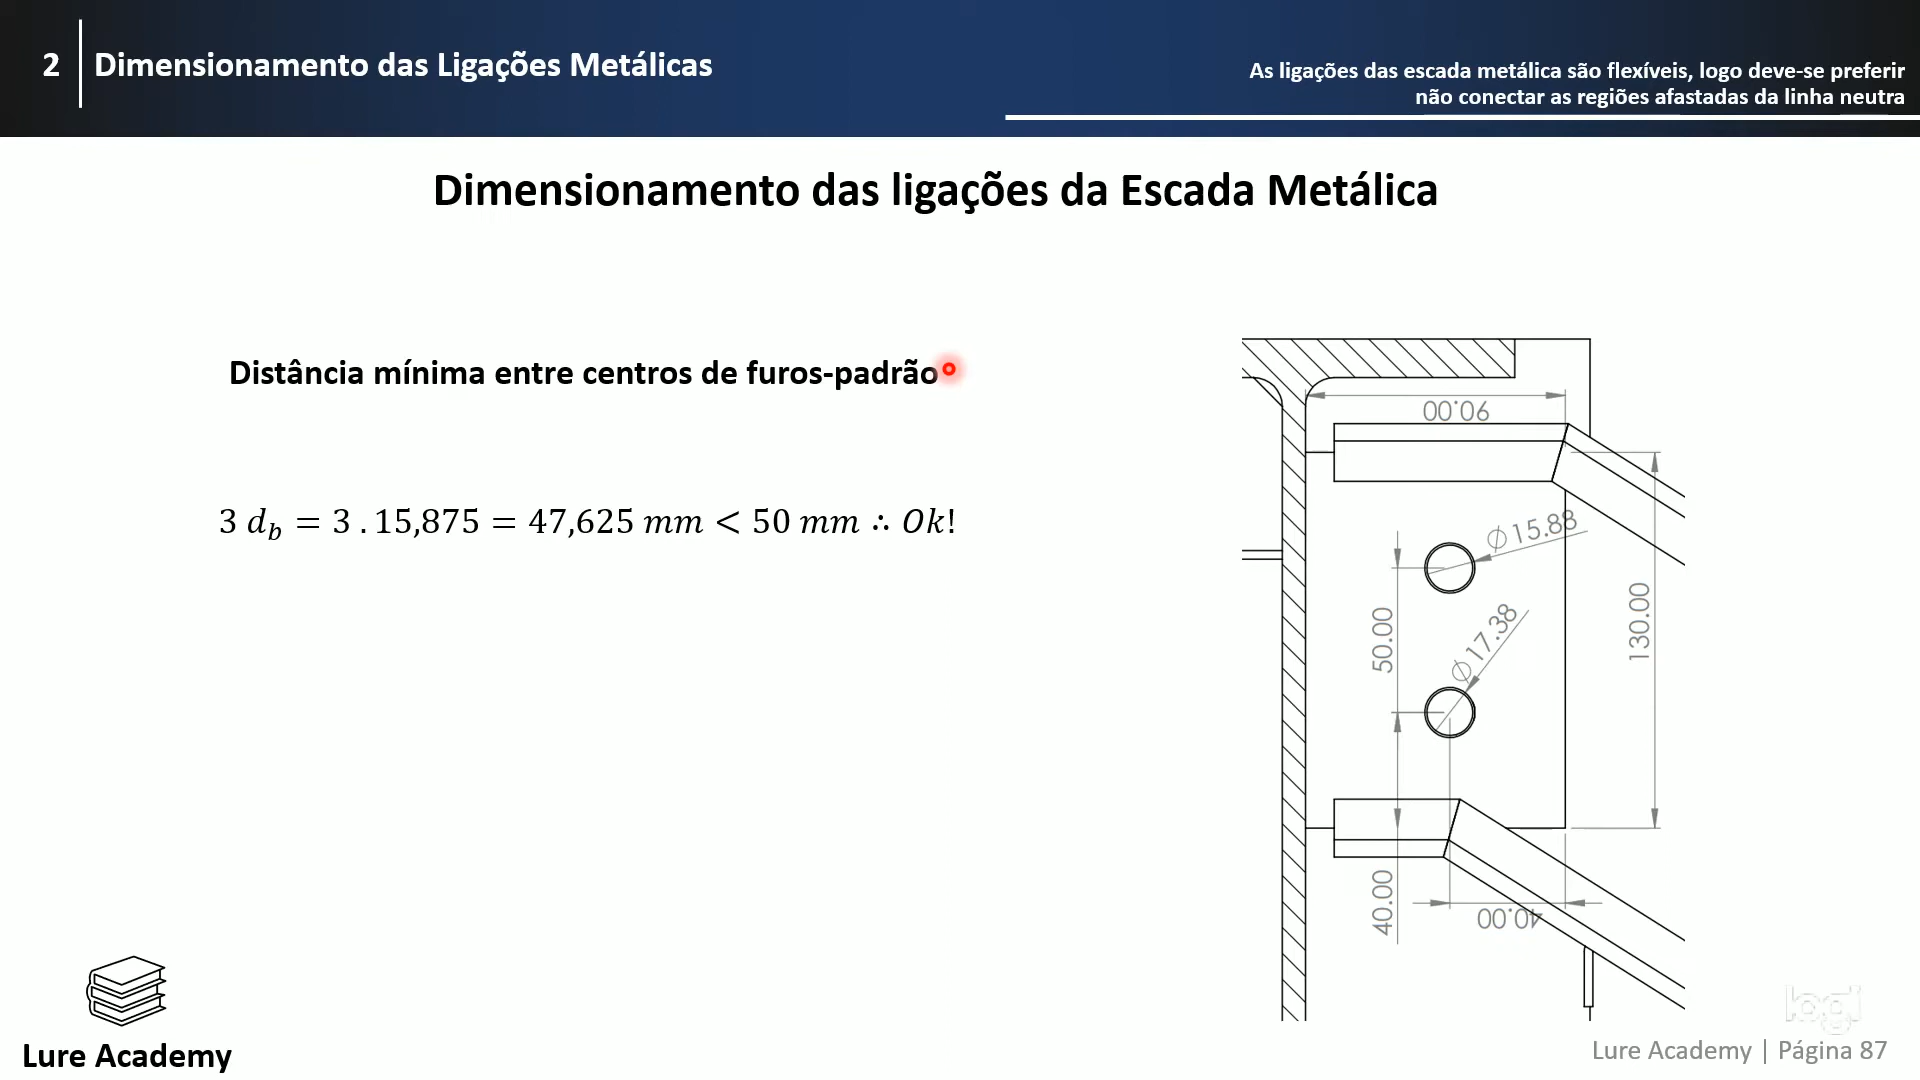 2
Dimensionamento das Ligações Metálicas
As ligações das escada metálica são flexíveis, logo deve-se preferir
não conectar as regiões afastadas da linha neutra
Dimensionamento das ligações da Escada Metálica
Distância mínima entre centros de furos-padrão
3 d_b = 3 . 15,875 = 47,625 mm < 50 mm ∴ Ok!
90.00
∅15.88
50.00
∅17.38
130.00
40.00
40.00
logi
Lure Academy
Lure Academy | Página 87